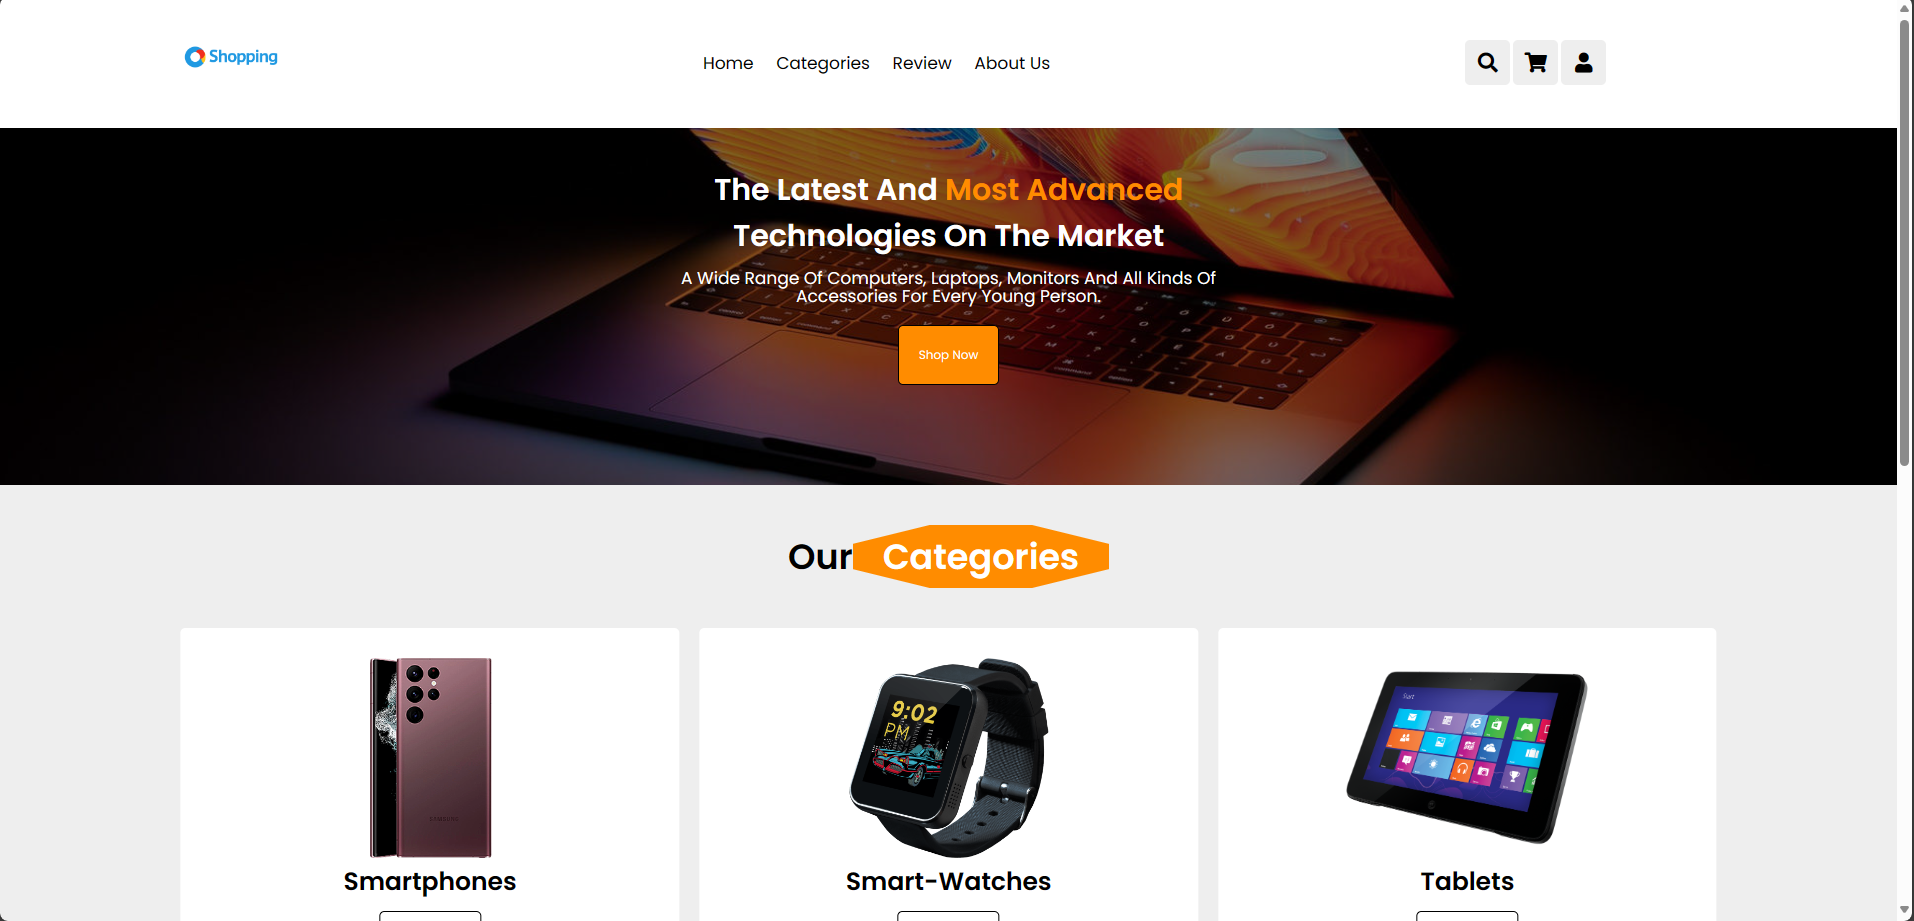 Shopping
Home
Categories
Review
About Us
The Latest And Most Advanced
Technologies On The Market
A Wide Range Of Computers, Laptops, Monitors And All Kinds Of
Accessories For Every Young Person.
Shop Now
Our Categories
9:02
PM
Start
SAMSUNG
Smartphones
Smart-Watches
Tablets